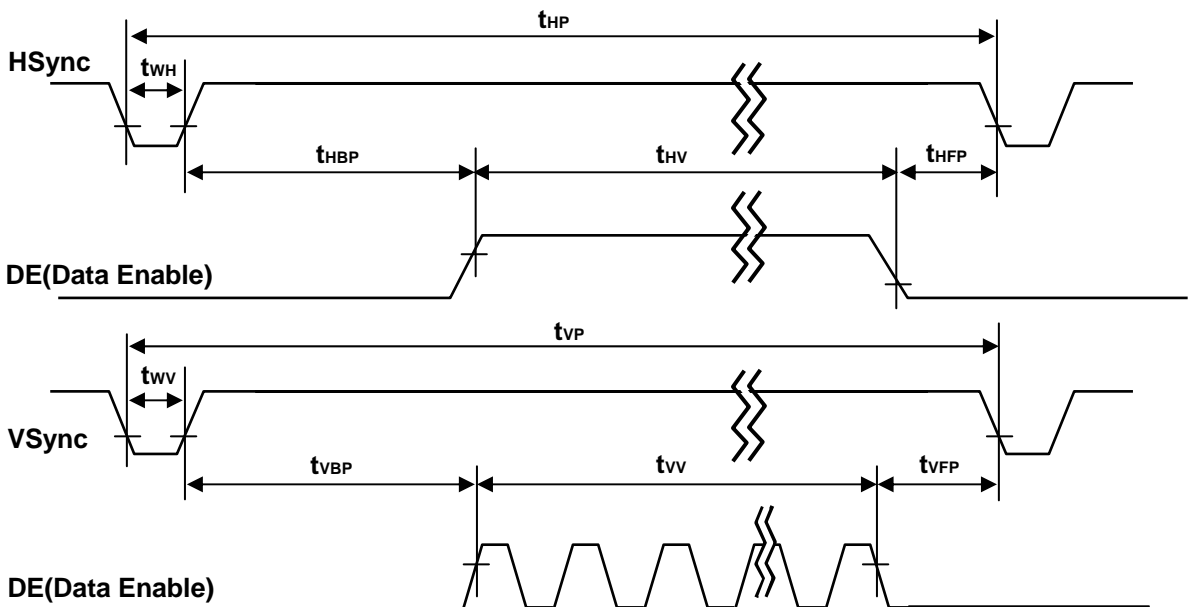 tHP
HSync
tWH
tHBP
tHV
tHFP
DE(Data Enable)
tVP
tWV
VSync
tVBP
tVV
tVFP
DE(Data Enable)